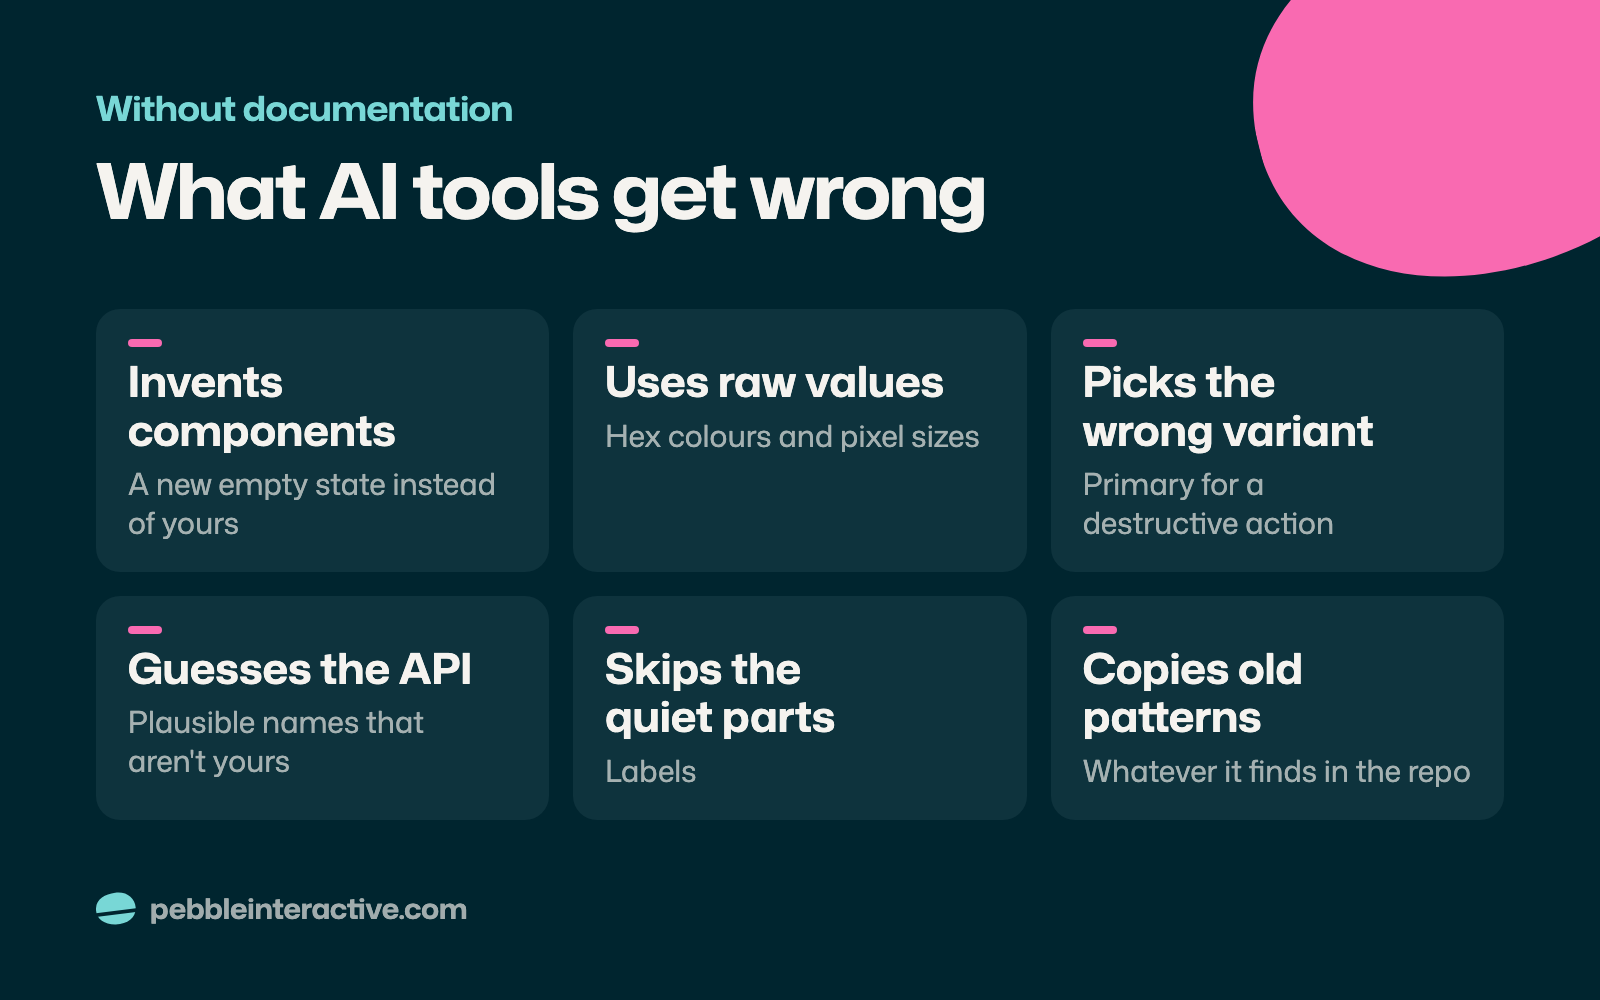 Without documentation
What AI tools get wrong
Invents
components
A new empty state instead
of yours
Uses raw values
Hex colours and pixel sizes
Picks the
wrong variant
Primary for a
destructive action
Guesses the API
Plausible names that
aren't yours
Skips the
quiet parts
Labels
Copies old
patterns
Whatever it finds in the repo
pebbleinteractive.com